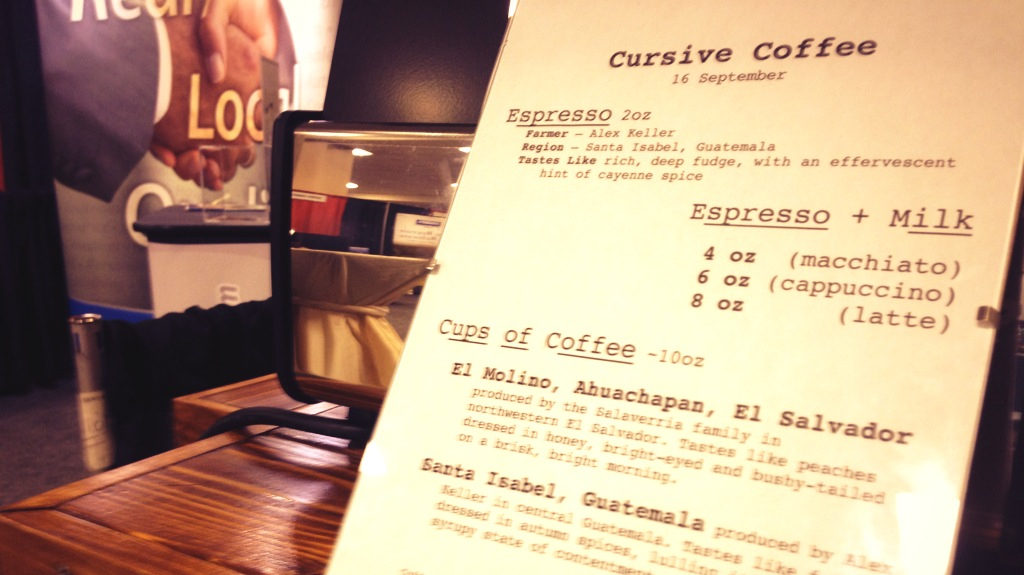 Loc
Cursive Coffee
16 September
Espresso 2oz
Farmer – Alex Keller
Region – Santa Isabel, Guatemala
Tastes Like rich, deep fudge, with an effervescent
hint of cayenne spice
Espresso + Milk
4 oz (macchiato)
6 oz (cappuccino)
8 oz (latte)
Cups of Coffee ~10oz
El Molino, Ahuachapan, El Salvador
produced by the Salaverria family in
northwestern El Salvador. Tastes like peaches
dressed in honey, bright-eyed and bushy-tailed
on a brisk, bright morning.
Santa Isabel, Guatemala produced by Alex
Keller in central Guatemala. Tastes like
dressed in autumn spices, lulling
syrupy state of contentment